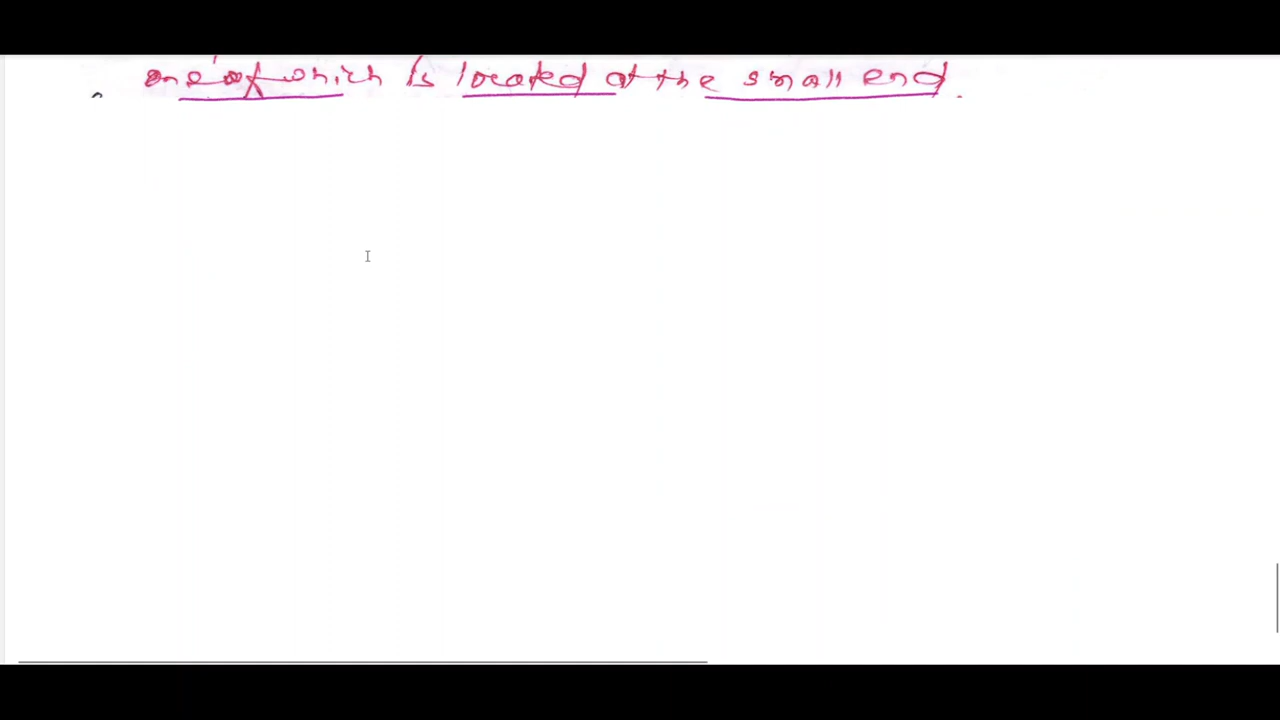 one of which is located at the small end.